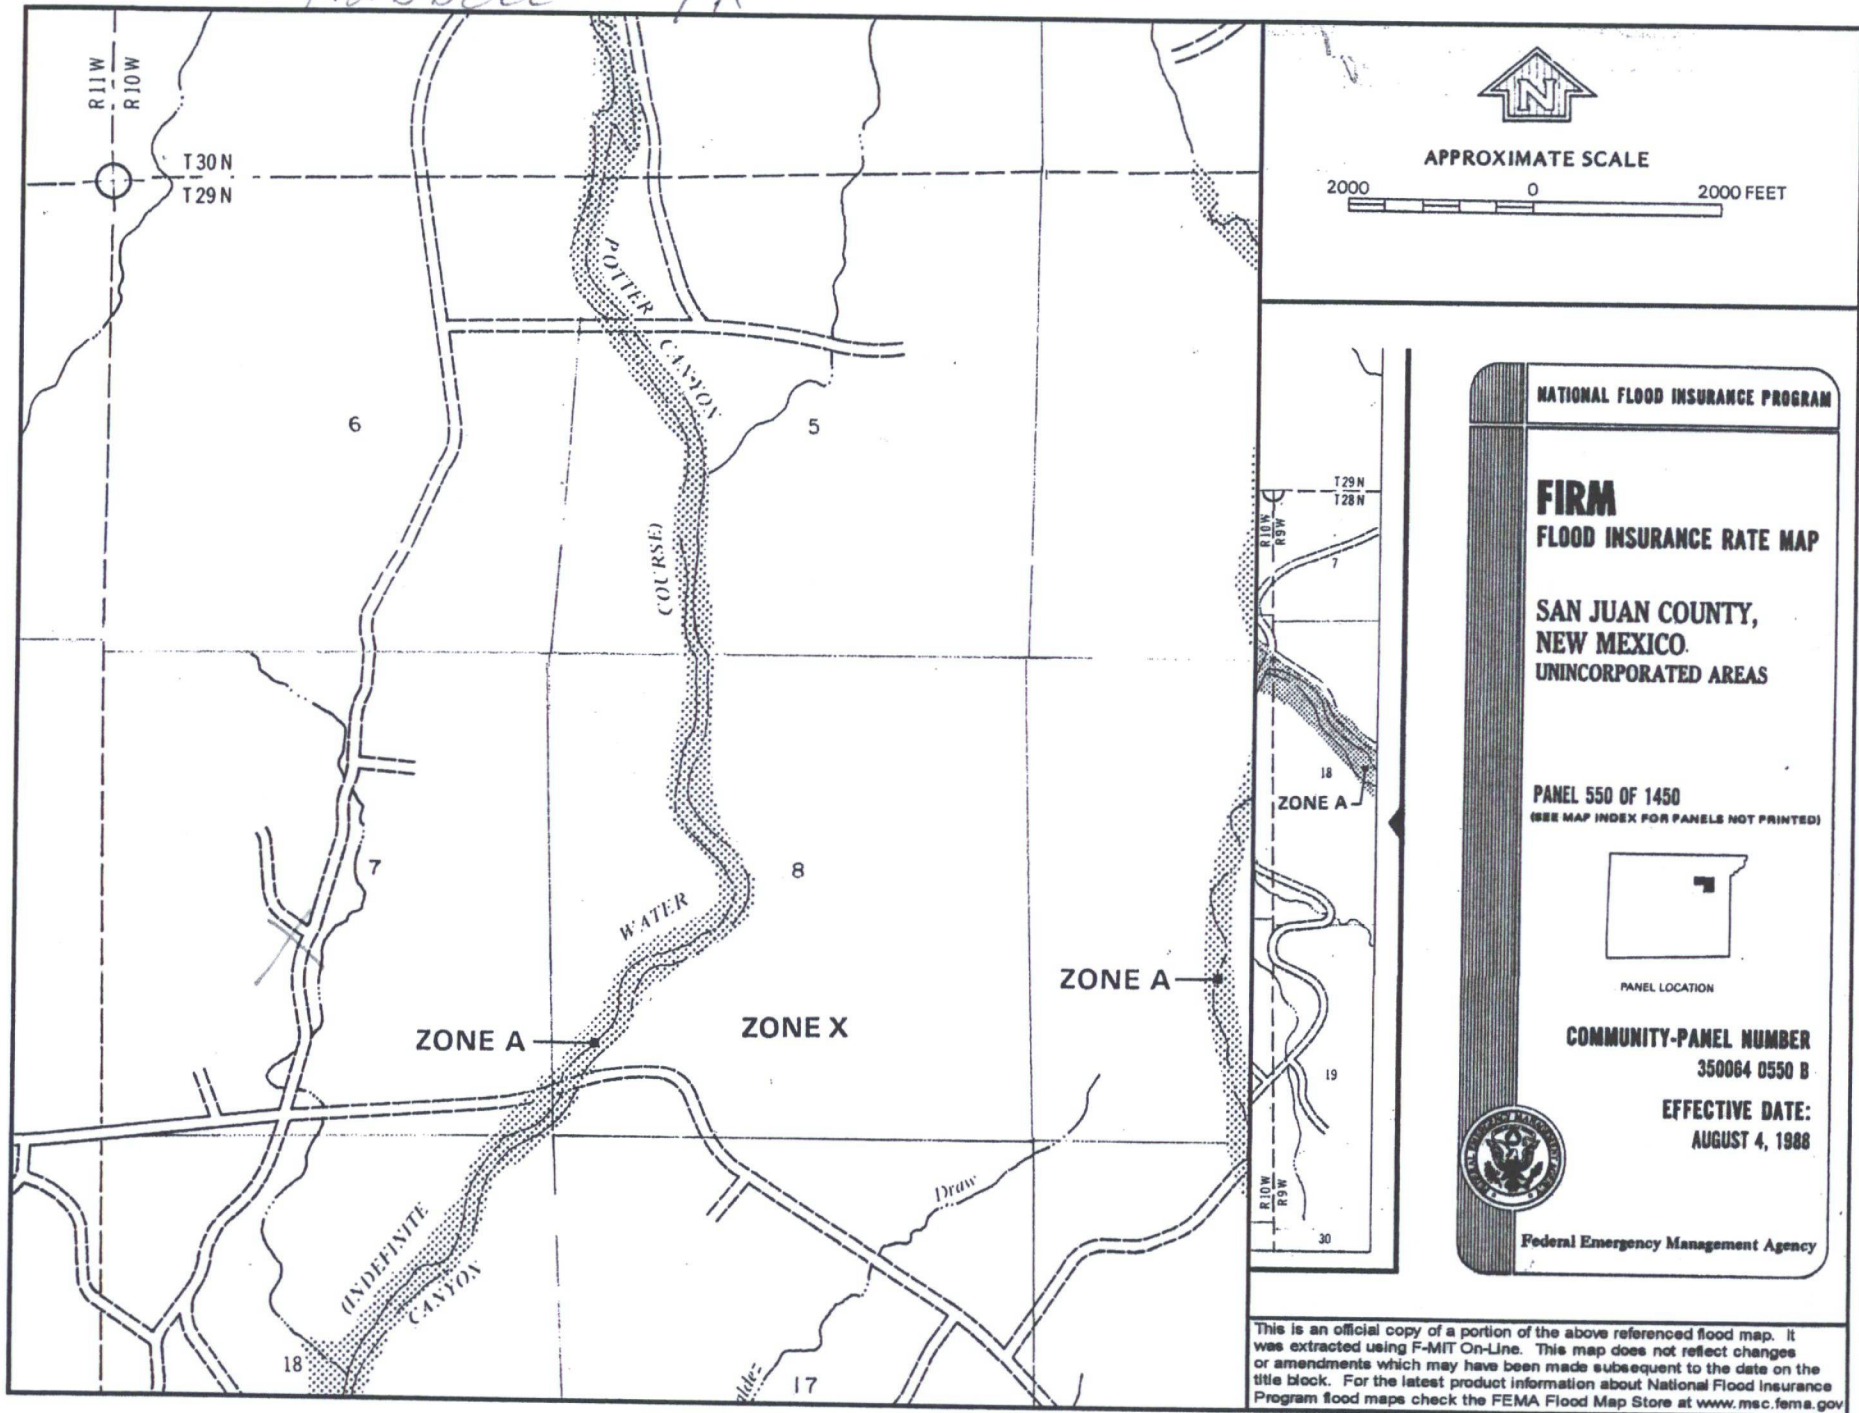 R11W
R10W
T30N
T29N
POTTER
CANYON
6
5
COURSE)
7
8
WATER
ZONE A
ZONE X
ZONE A
Draw
(INDEFINITE
CANYON
18
17
N
APPROXIMATE SCALE
2000 0 2000 FEET
T29N
T28N
R10W
R9W
7
18
ZONE A
19
R10W
R9W
30
NATIONAL FLOOD INSURANCE PROGRAM
FIRM
FLOOD INSURANCE RATE MAP
SAN JUAN COUNTY,
NEW MEXICO
UNINCORPORATED AREAS
PANEL 550 OF 1450
(SEE MAP INDEX FOR PANELS NOT PRINTED)
PANEL LOCATION
COMMUNITY-PANEL NUMBER
350064 0550 B
EFFECTIVE DATE:
AUGUST 4, 1988
Federal Emergency Management Agency
This is an official copy of a portion of the above referenced flood map. It
was extracted using F-MIT On-Line. This map does not reflect changes
or amendments which may have been made subsequent to the date on the
title block. For the latest product information about National Flood Insurance
Program flood maps check the FEMA Flood Map Store at www.msc.fema.gov